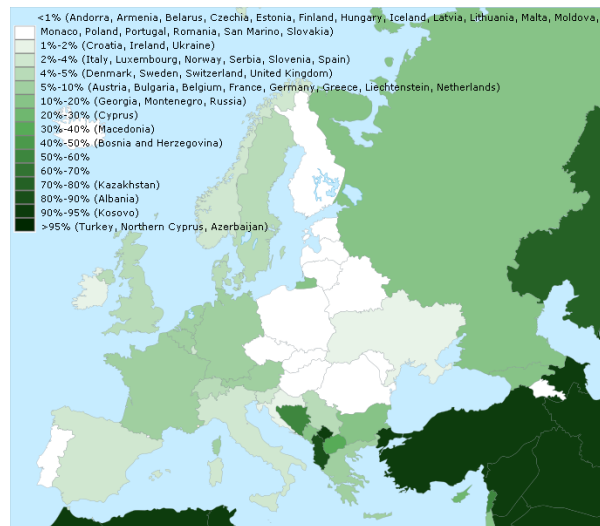 <1% (Andorra, Armenia, Belarus, Czechia, Estonia, Finland, Hungary, Iceland, Latvia, Lithuania, Malta, Moldova,
Monaco, Poland, Portugal, Romania, San Marino, Slovakia)
1%-2% (Croatia, Ireland, Ukraine)
2%-4% (Italy, Luxembourg, Norway, Serbia, Slovenia, Spain)
4%-5% (Denmark, Sweden, Switzerland, United Kingdom)
5%-10% (Austria, Bulgaria, Belgium, France, Germany, Greece, Liechtenstein, Netherlands)
10%-20% (Georgia, Montenegro, Russia)
20%-30% (Cyprus)
30%-40% (Macedonia)
40%-50% (Bosnia and Herzegovina)
50%-60%
60%-70%
70%-80% (Kazakhstan)
80%-90% (Albania)
90%-95% (Kosovo)
>95% (Turkey, Northern Cyprus, Azerbaijan)